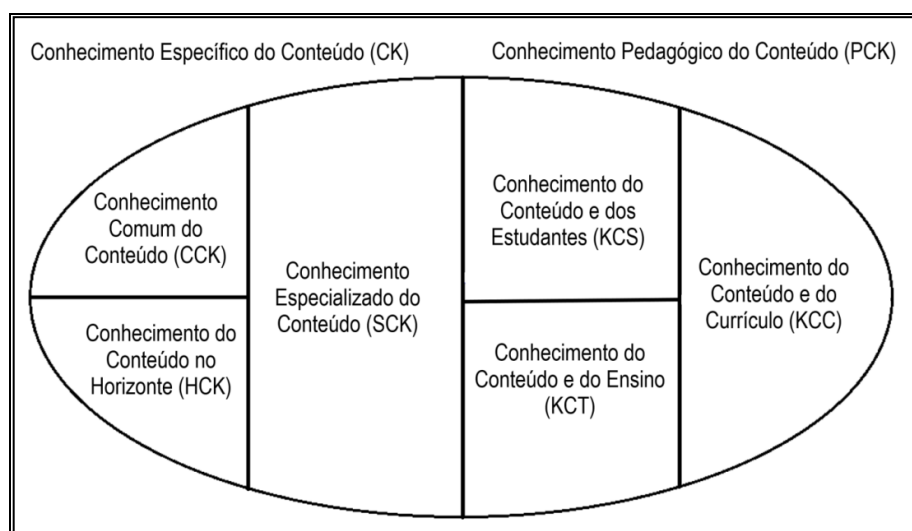 Conhecimento Específico do Conteúdo (CK)
Conhecimento Pedagógico do Conteúdo (PCK)
Conhecimento
Comum do
Conteúdo (CCK)
Conhecimento do
Conteúdo no
Horizonte (HCK)
Conhecimento
Especializado do
Conteúdo (SCK)
Conhecimento do
Conteúdo e dos
Estudantes (KCS)
Conhecimento do
Conteúdo e do Ensino
(KCT)
Conhecimento do
Conteúdo e do
Currículo (KCC)